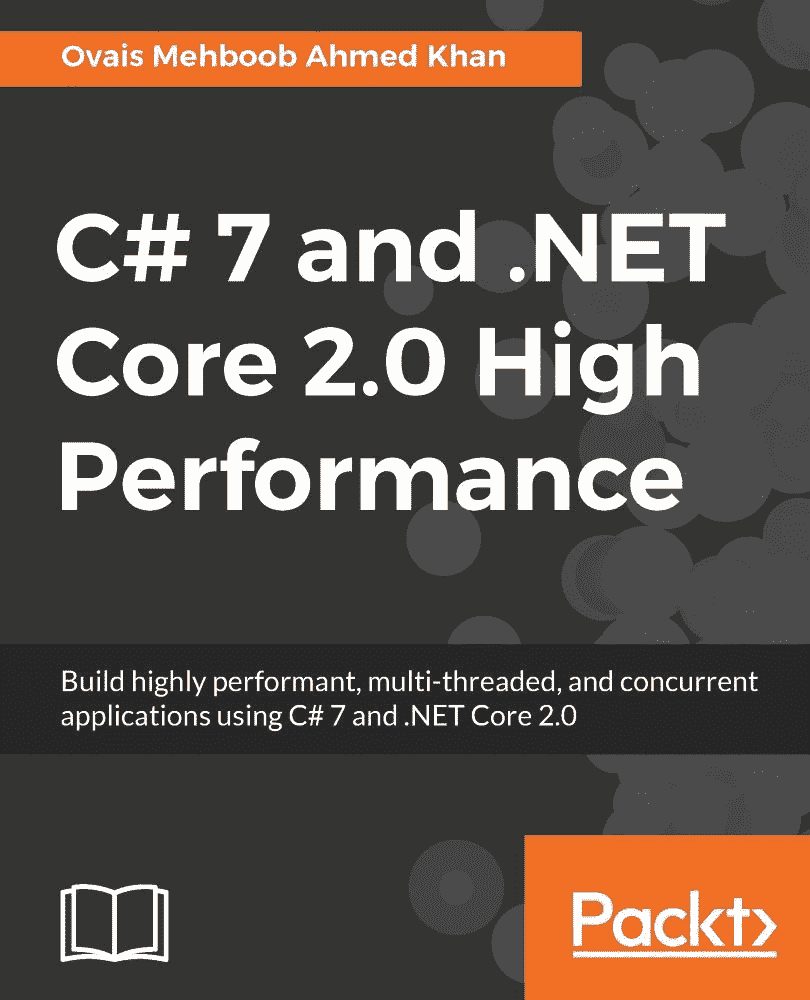 Ovais Mehboob Ahmed Khan
C# 7 and .NET
Core 2.0 High
Performance
Build highly performant, multi-threaded, and concurrent
applications using C# 7 and .NET Core 2.0
Packt>